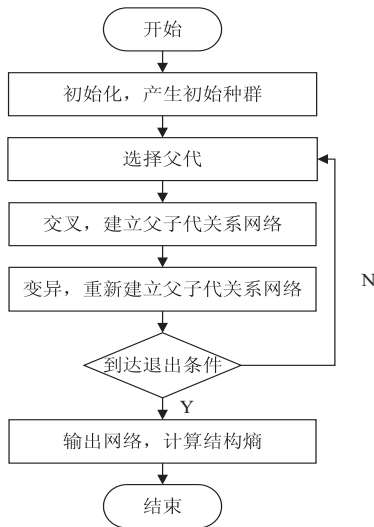 开始
初始化，产生初始种群
选择父代
交叉，建立父子代关系网络
变异，重新建立父子代关系网络
N
到达退出条件
Y
输出网络，计算结构熵
结束